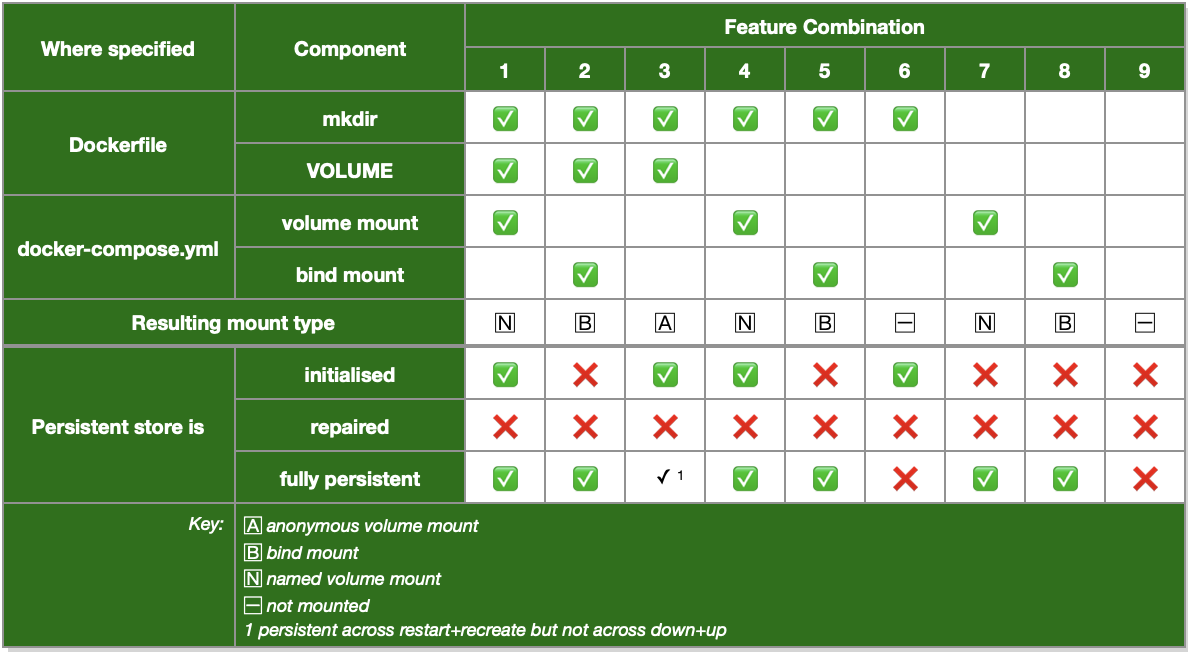 Where specified Component Feature Combination
1 2 3 4 5 6 7 8 9
Dockerfile
mkdir ✅ ✅ ✅ ✅ ✅ ✅
VOLUME ✅ ✅ ✅
docker-compose.yml
volume mount ✅ ✅ ✅
bind mount ✅ ✅ ✅
Resulting mount type N B A N B — N B —
Persistent store is
initialised ✅ ❌ ✅ ✅ ❌ ✅ ❌ ❌ ❌
repaired ❌ ❌ ❌ ❌ ❌ ❌ ❌ ❌ ❌
fully persistent ✅ ✅ ✓ 1 ✅ ✅ ❌ ✅ ✅ ❌
Key: A anonymous volume mount
B bind mount
N named volume mount
— not mounted
1 persistent across restart+recreate but not across down+up